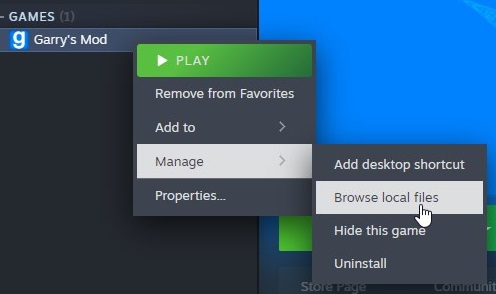 GAMES (1)
g Garry's Mod
PLAY
Remove from Favorites
Add to
Manage
Properties...
Add desktop shortcut
Browse local files
Hide this game
Uninstall
Store Page
Communit